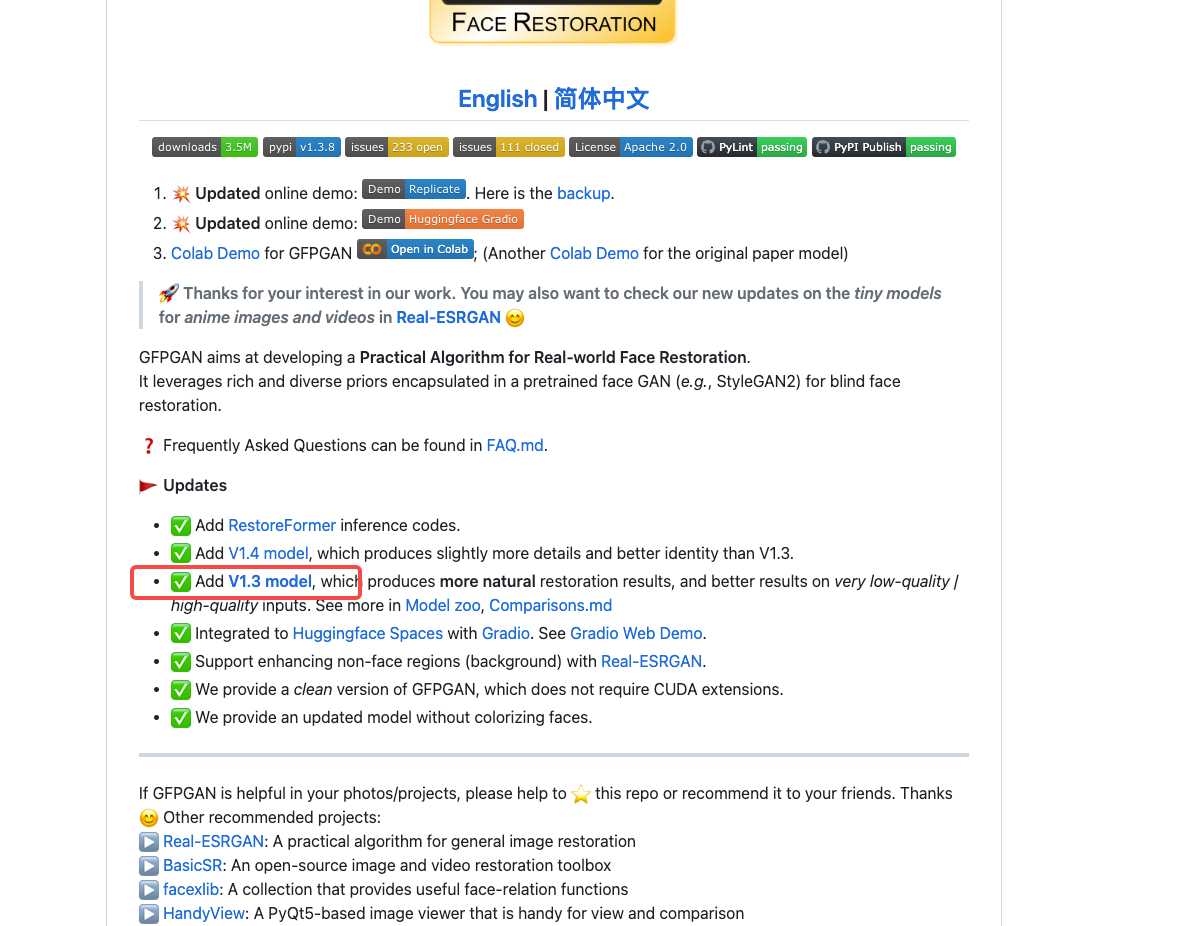 FACE RESTORATION
English | 简体中文
downloads 3.5M pypi v1.3.8 issues 233 open issues 111 closed License Apache 2.0 PyLint passing PyPI Publish passing
1. 💥 Updated online demo: Demo Replicate. Here is the backup.
2. 💥 Updated online demo: Demo Huggingface Gradio
3. Colab Demo for GFPGAN Open in Colab; (Another Colab Demo for the original paper model)
🚀 Thanks for your interest in our work. You may also want to check our new updates on the tiny models
for anime images and videos in Real-ESRGAN 😊
GFPGAN aims at developing a Practical Algorithm for Real-world Face Restoration.
It leverages rich and diverse priors encapsulated in a pretrained face GAN (e.g., StyleGAN2) for blind face
restoration.
❓ Frequently Asked Questions can be found in FAQ.md.
🚩 Updates
• ✅ Add RestoreFormer inference codes.
• ✅ Add V1.4 model, which produces slightly more details and better identity than V1.3.
• ✅ Add V1.3 model, which produces more natural restoration results, and better results on very low-quality /
high-quality inputs. See more in Model zoo, Comparisons.md
• ✅ Integrated to Huggingface Spaces with Gradio. See Gradio Web Demo.
• ✅ Support enhancing non-face regions (background) with Real-ESRGAN.
• ✅ We provide a clean version of GFPGAN, which does not require CUDA extensions.
• ✅ We provide an updated model without colorizing faces.
If GFPGAN is helpful in your photos/projects, please help to ⭐ this repo or recommend it to your friends. Thanks
😊 Other recommended projects:
▶️ Real-ESRGAN: A practical algorithm for general image restoration
▶️ BasicSR: An open-source image and video restoration toolbox
▶️ facexlib: A collection that provides useful face-relation functions
▶️ HandyView: A PyQt5-based image viewer that is handy for view and comparison